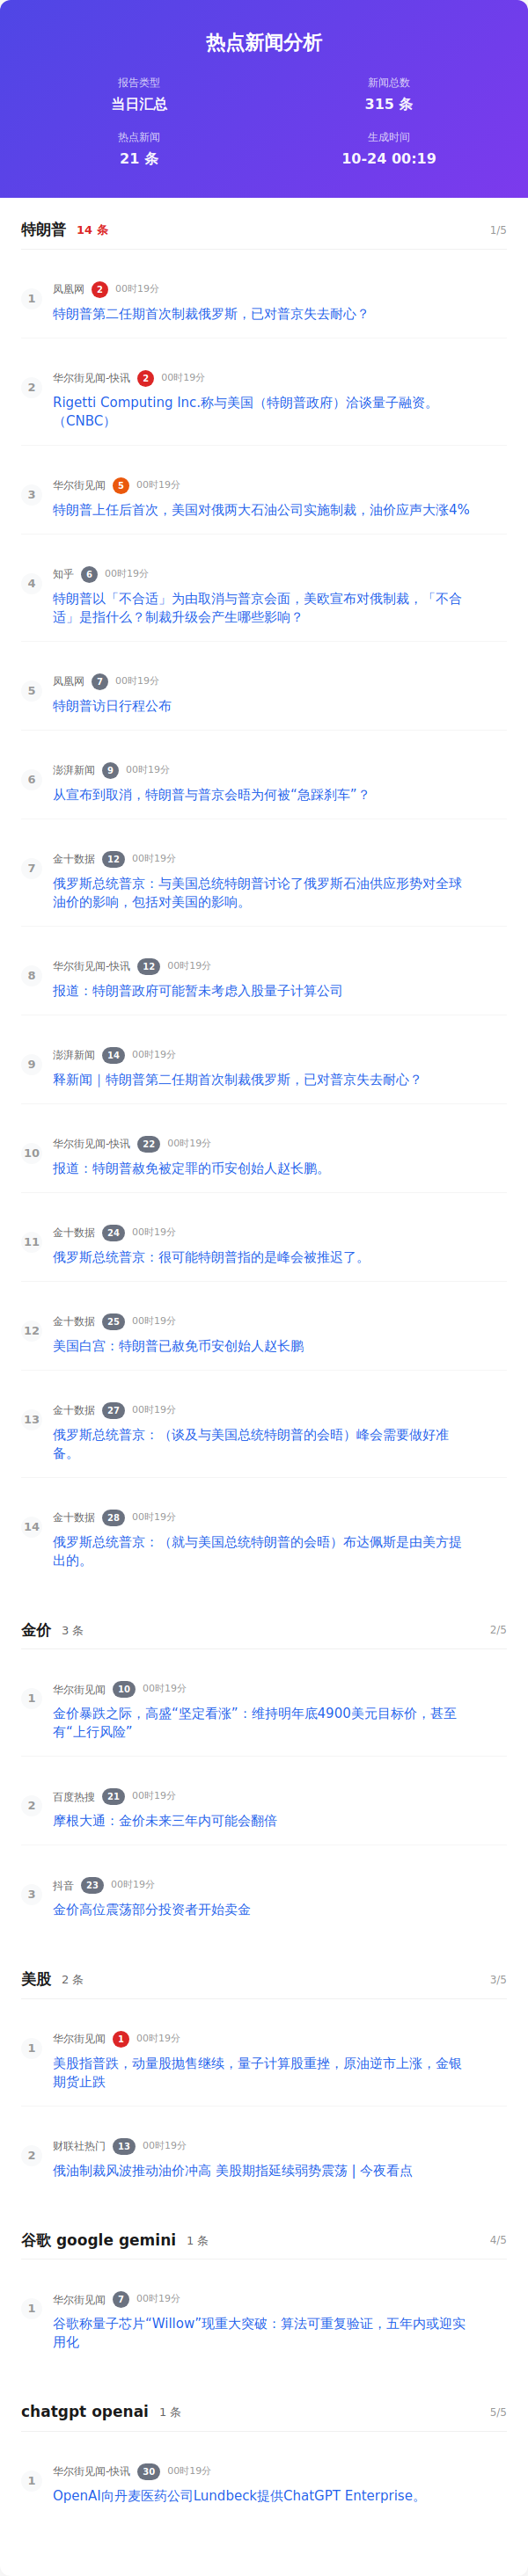 热点新闻分析
报告类型 新闻总数
当日汇总 315 条
热点新闻 生成时间
21 条 10-24 00:19
特朗普 14 条 1/5
1 凤凰网 2 00时19分
特朗普第二任期首次制裁俄罗斯，已对普京失去耐心？
2 华尔街见闻-快讯 2 00时19分
Rigetti Computing Inc.称与美国（特朗普政府）洽谈量子融资。
（CNBC）
3 华尔街见闻 5 00时19分
特朗普上任后首次，美国对俄两大石油公司实施制裁，油价应声大涨4%
4 知乎 6 00时19分
特朗普以「不合适」为由取消与普京会面，美欧宣布对俄制裁，「不合
适」是指什么？制裁升级会产生哪些影响？
5 凤凰网 7 00时19分
特朗普访日行程公布
6 澎湃新闻 9 00时19分
从宣布到取消，特朗普与普京会晤为何被“急踩刹车”？
7 金十数据 12 00时19分
俄罗斯总统普京：与美国总统特朗普讨论了俄罗斯石油供应形势对全球
油价的影响，包括对美国的影响。
8 华尔街见闻-快讯 12 00时19分
报道：特朗普政府可能暂未考虑入股量子计算公司
9 澎湃新闻 14 00时19分
释新闻｜特朗普第二任期首次制裁俄罗斯，已对普京失去耐心？
10 华尔街见闻-快讯 22 00时19分
报道：特朗普赦免被定罪的币安创始人赵长鹏。
11 金十数据 24 00时19分
俄罗斯总统普京：很可能特朗普指的是峰会被推迟了。
12 金十数据 25 00时19分
美国白宫：特朗普已赦免币安创始人赵长鹏
13 金十数据 27 00时19分
俄罗斯总统普京：（谈及与美国总统特朗普的会晤）峰会需要做好准
备。
14 金十数据 28 00时19分
俄罗斯总统普京：（就与美国总统特朗普的会晤）布达佩斯是由美方提
出的。
金价 3 条 2/5
1 华尔街见闻 10 00时19分
金价暴跌之际，高盛“坚定看涨”：维持明年底4900美元目标价，甚至
有“上行风险”
2 百度热搜 21 00时19分
摩根大通：金价未来三年内可能会翻倍
3 抖音 23 00时19分
金价高位震荡部分投资者开始卖金
美股 2 条 3/5
1 华尔街见闻 1 00时19分
美股指普跌，动量股抛售继续，量子计算股重挫，原油逆市上涨，金银
期货止跌
2 财联社热门 13 00时19分
俄油制裁风波推动油价冲高 美股期指延续弱势震荡 | 今夜看点
谷歌 google gemini 1 条 4/5
1 华尔街见闻 7 00时19分
谷歌称量子芯片“Willow”现重大突破：算法可重复验证，五年内或迎实
用化
chatgpt openai 1 条 5/5
1 华尔街见闻-快讯 30 00时19分
OpenAI向丹麦医药公司Lundbeck提供ChatGPT Enterprise。